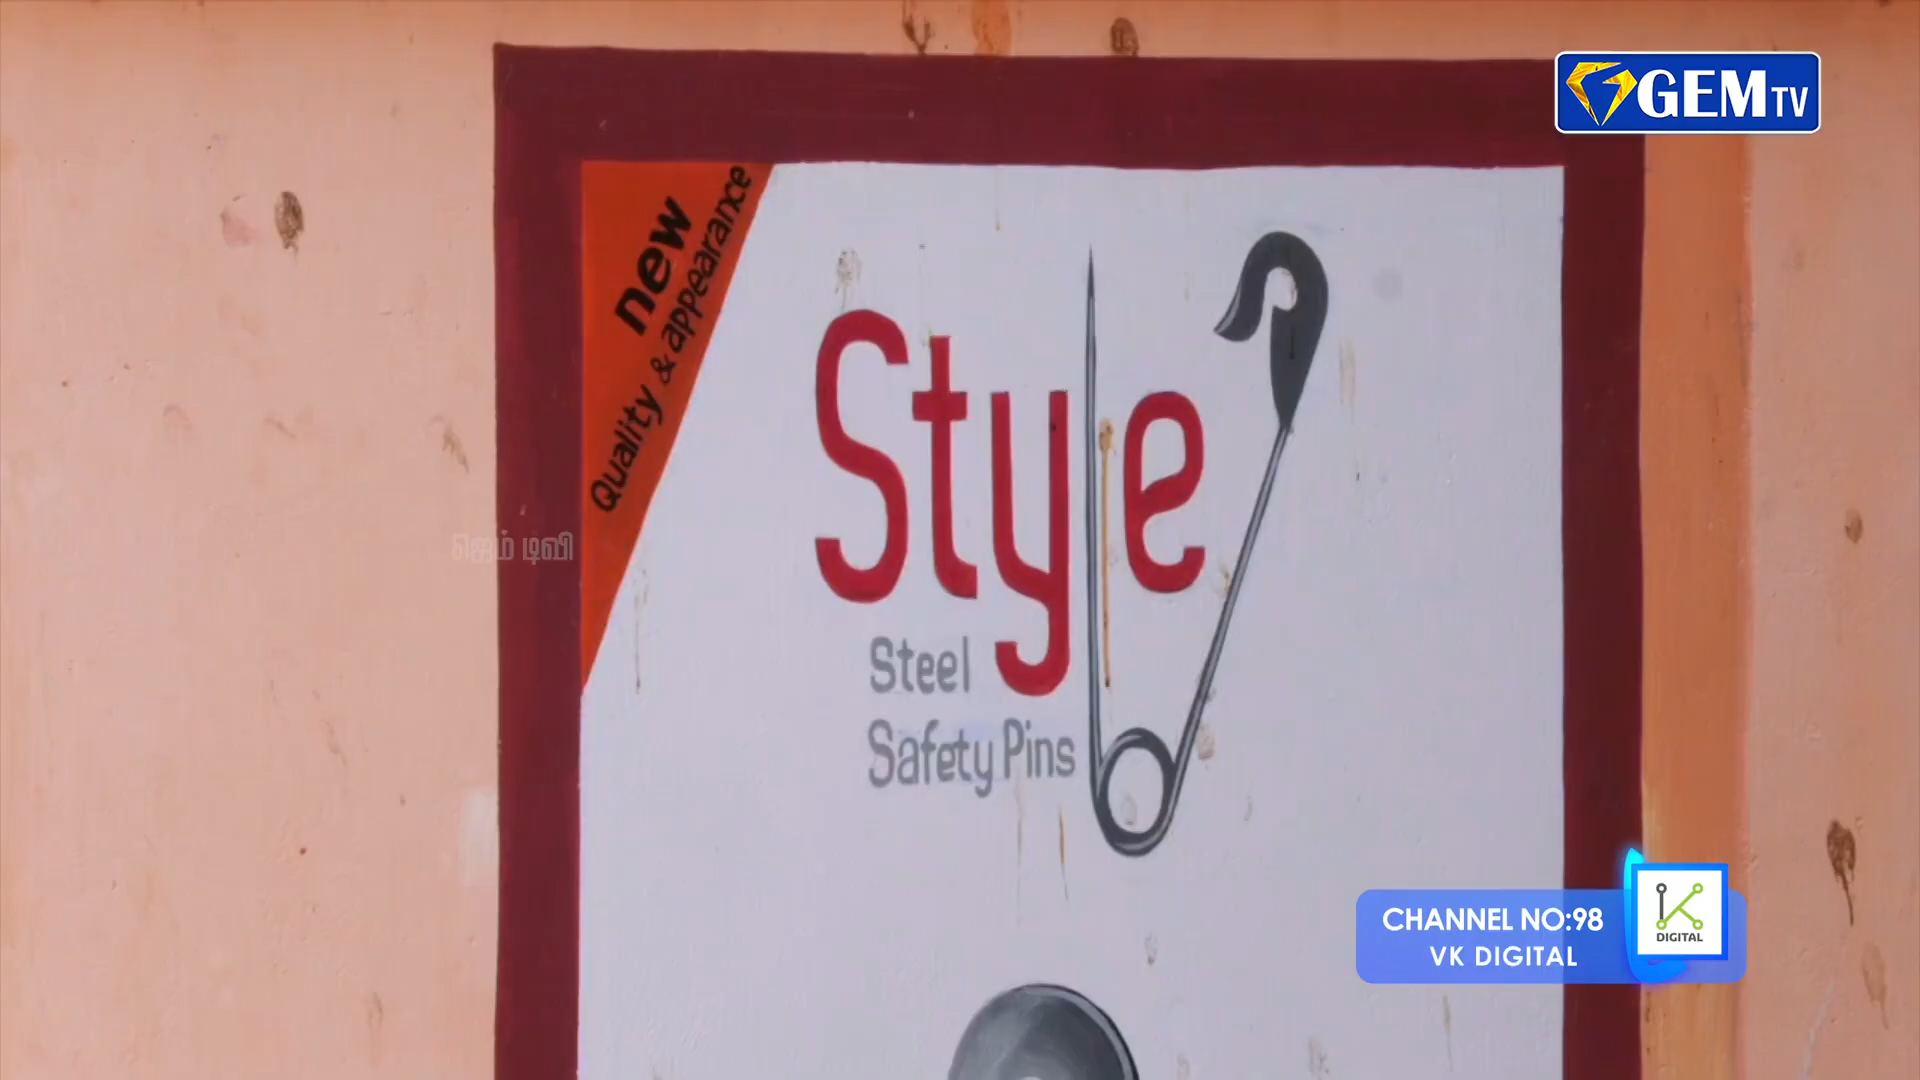 GEM TV
new
Quality & appearance
Style
ஜெம் டிவி
Steel
Safety Pins
CHANNEL NO:98
VK DIGITAL
DIGITAL